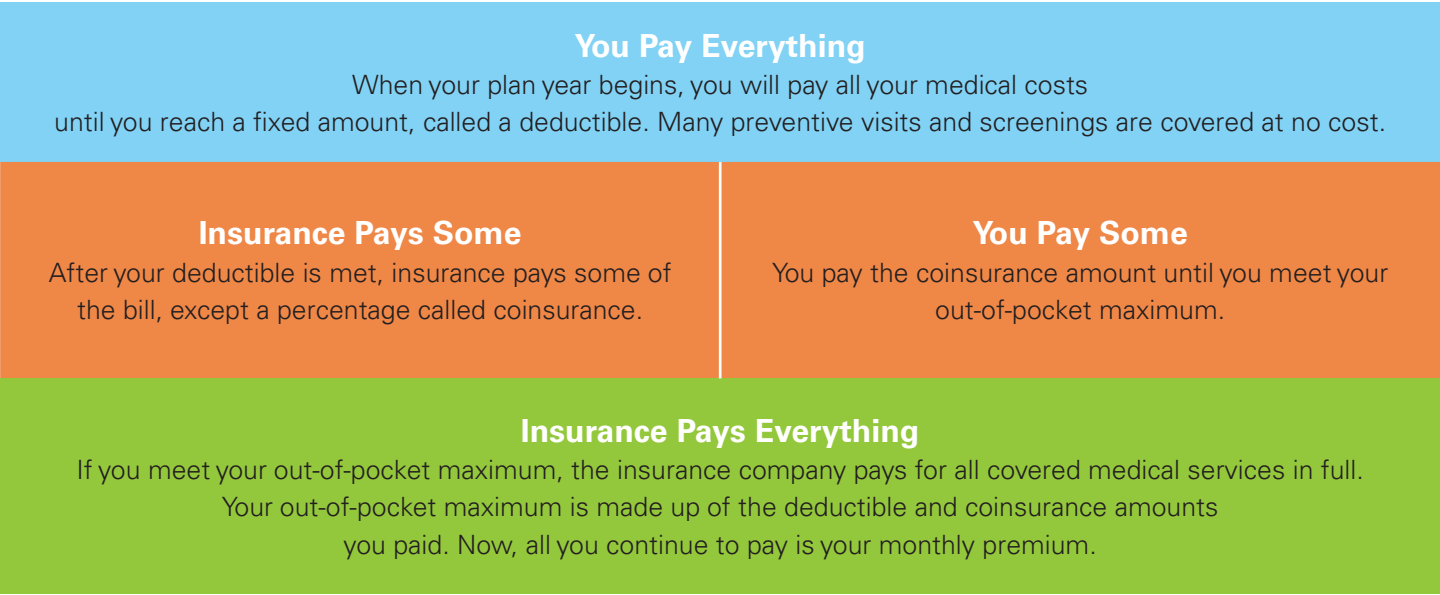 You Pay Everything
When your plan year begins, you will pay all your medical costs
until you reach a fixed amount, called a deductible. Many preventive visits and screenings are covered at no cost.
Insurance Pays Some
After your deductible is met, insurance pays some of
the bill, except a percentage called coinsurance.
You Pay Some
You pay the coinsurance amount until you meet your
out-of-pocket maximum.
Insurance Pays Everything
If you meet your out-of-pocket maximum, the insurance company pays for all covered medical services in full.
Your out-of-pocket maximum is made up of the deductible and coinsurance amounts
you paid. Now, all you continue to pay is your monthly premium.